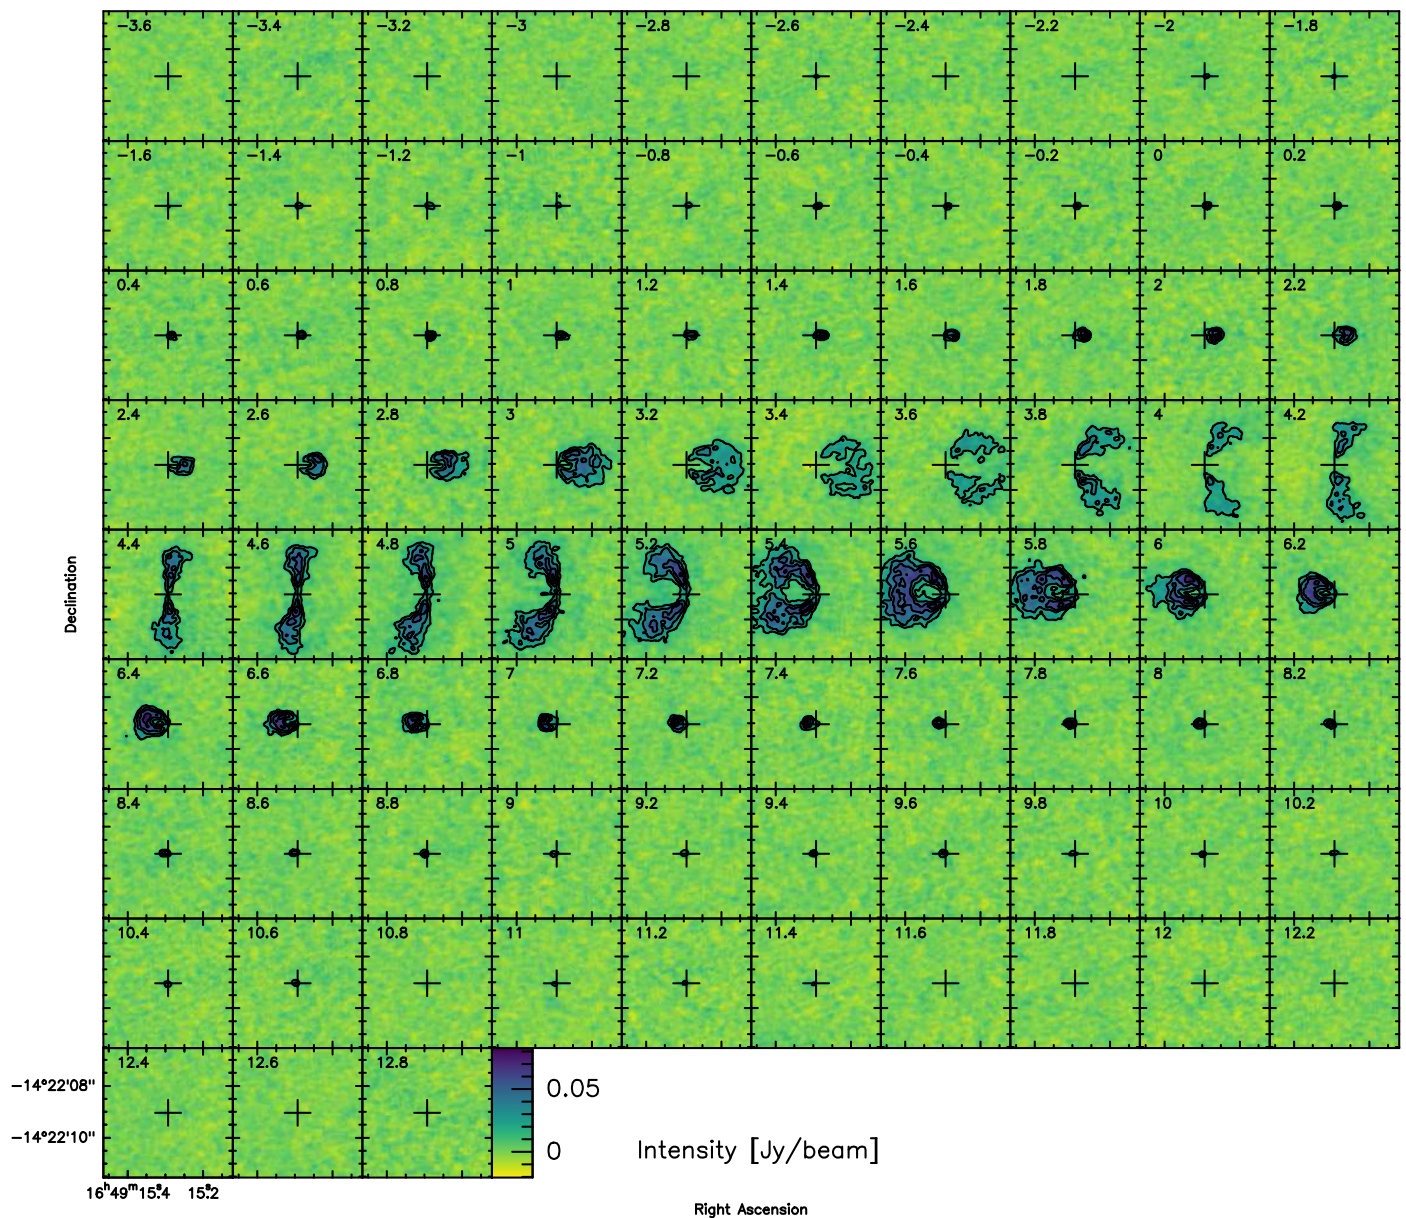 -3.6 -3.4 -3.2 -3 -2.8 -2.6 -2.4 -2.2 -2 -1.8
-1.6 -1.4 -1.2 -1 -0.8 -0.6 -0.4 -0.2 0 0.2
0.4 0.6 0.8 1 1.2 1.4 1.6 1.8 2 2.2
2.4 2.6 2.8 3 3.2 3.4 3.6 3.8 4 4.2
4.4 4.6 4.8 5 5.2 5.4 5.6 5.8 6 6.2
Declination
6.4 6.6 6.8 7 7.2 7.4 7.6 7.8 8 8.2
8.4 8.6 8.8 9 9.2 9.4 9.6 9.8 10 10.2
10.4 10.6 10.8 11 11.2 11.4 11.6 11.8 12 12.2
12.4 12.6 12.8
-14°22'08" 0.05
-14°22'10" 0 Intensity [Jy/beam]
16h49m15s.4 15s.2
Right Ascension